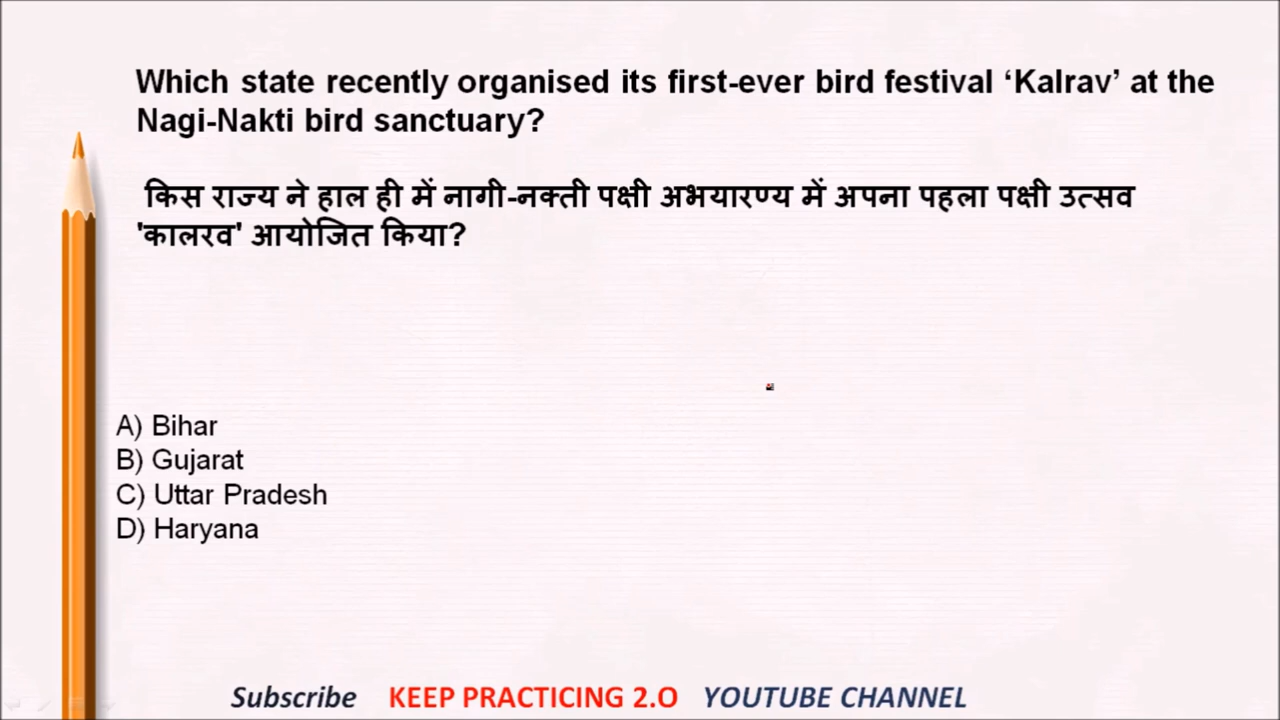 Which state recently organised its first-ever bird festival ‘Kalrav’ at the
Nagi-Nakti bird sanctuary?
किस राज्य ने हाल ही में नागी-नक्ती पक्षी अभयारण्य में अपना पहला पक्षी उत्सव
'कालरव' आयोजित किया?
A) Bihar
B) Gujarat
C) Uttar Pradesh
D) Haryana
Subscribe KEEP PRACTICING 2.O YOUTUBE CHANNEL